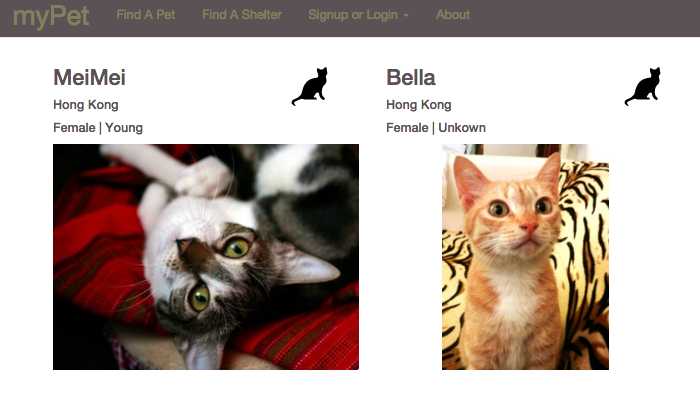 myPet Find A Pet Find A Shelter Signup or Login About
MeiMei
Hong Kong
Female | Young
Bella
Hong Kong
Female | Unkown